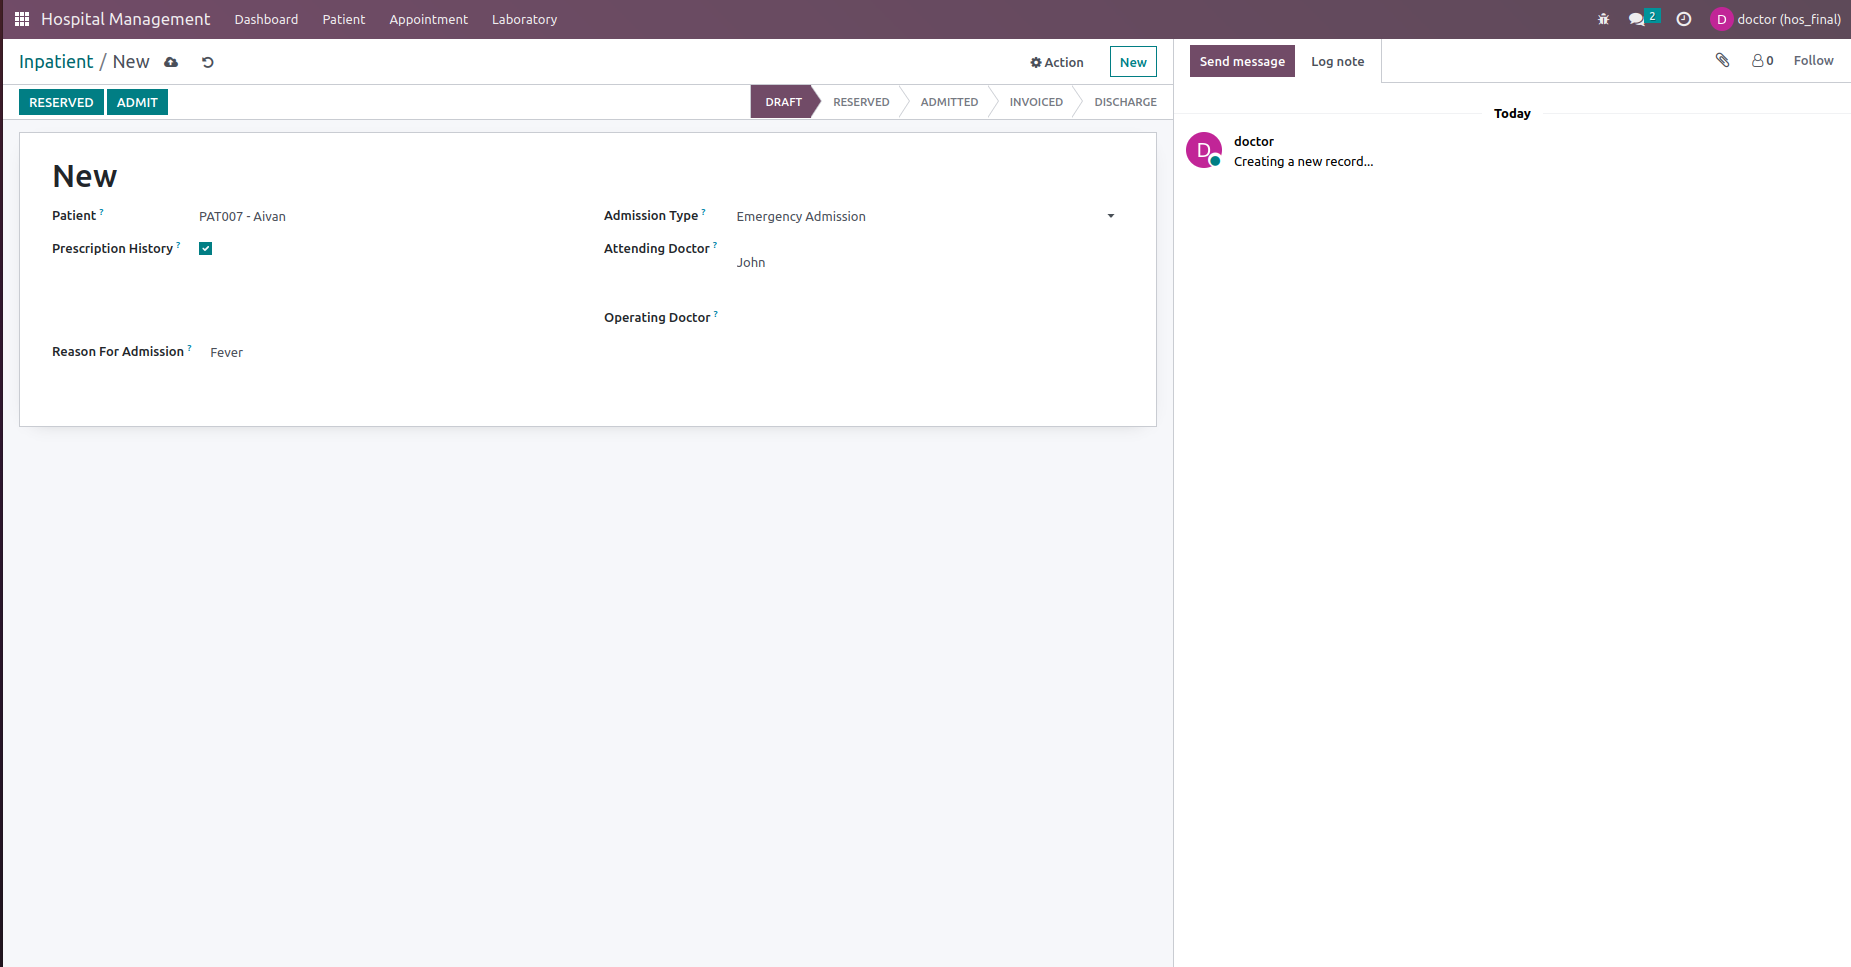 Hospital Management Dashboard Patient Appointment Laboratory 2 D doctor (hos_final)
Inpatient / New Action New
RESERVED ADMIT DRAFT RESERVED ADMITTED INVOICED DISCHARGE
New
Patient ? PAT007 - Aivan Admission Type ? Emergency Admission
Prescription History ? Attending Doctor ?
John
Operating Doctor ?
Reason For Admission ? Fever
Send message Log note 0 Follow
Today
D doctor
Creating a new record...